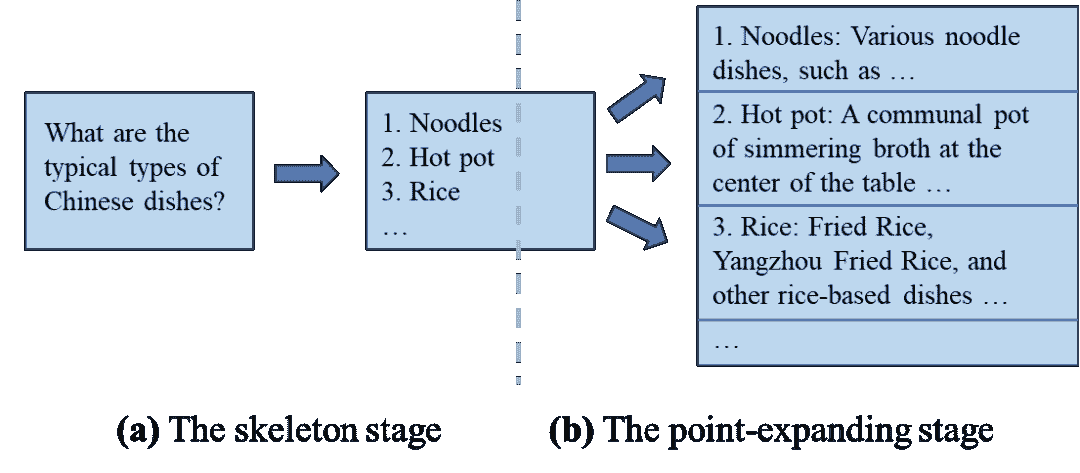 What are the
typical types of
Chinese dishes?
1. Noodles
2. Hot pot
3. Rice
…
1. Noodles: Various noodle
dishes, such as …
2. Hot pot: A communal pot
of simmering broth at the
center of the table …
3. Rice: Fried Rice,
Yangzhou Fried Rice, and
other rice-based dishes …
…
(a) The skeleton stage
(b) The point-expanding stage